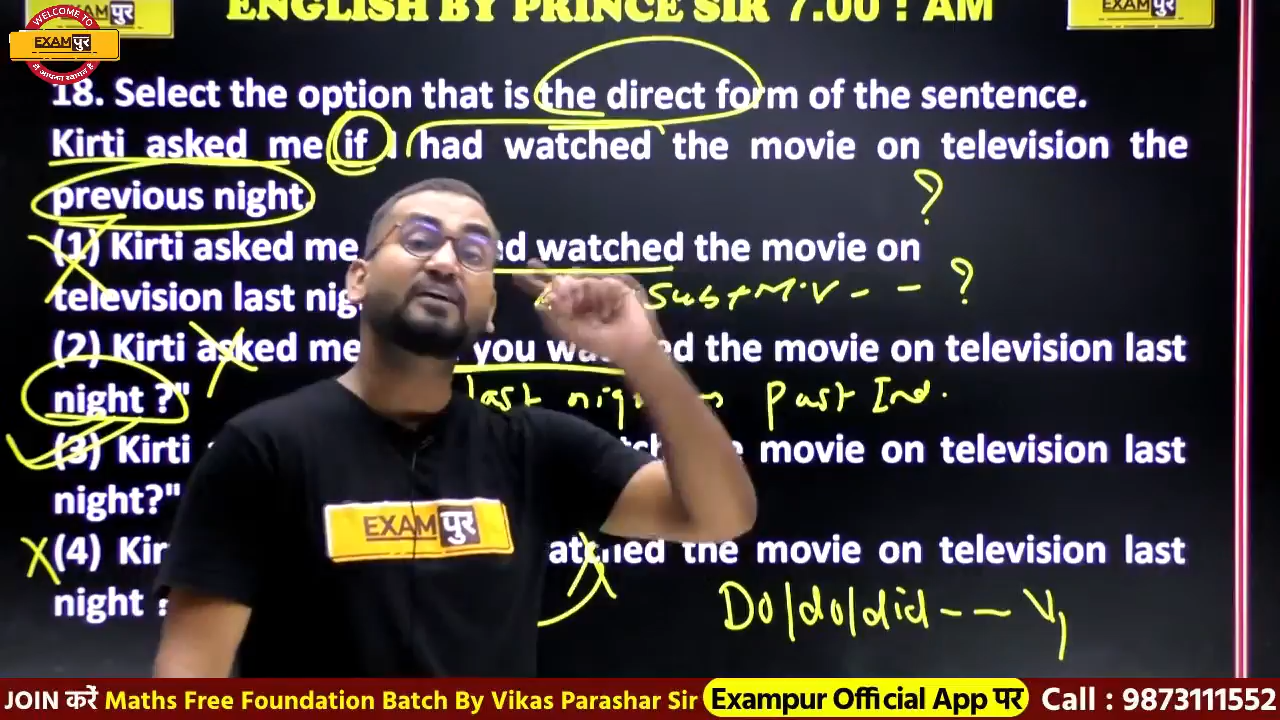 ENGLISH BY PRINCE SIR 7.00 : AM
WELCOME TO
EXAMपुर
में आपका स्वागत है
EXAMपुर
EXAMपुर
18. Select the option that is the direct form of the sentence.
Kirti asked me if I had watched the movie on television the
previous night.
?
(1) Kirti asked me ed watched the movie on
television last nig
Sub + M.V - - ?
(2) Kirti asked me you wa d the movie on television last
night ?"
last nig Past Ind.
(3) Kirti tch e movie on television last
night?"
EXAMपुर
(4) Kir atched the movie on television last
night ?
Do/do/did -- V1
JOIN करें Maths Free Foundation Batch By Vikas Parashar Sir Exampur Official App पर Call : 9873111552